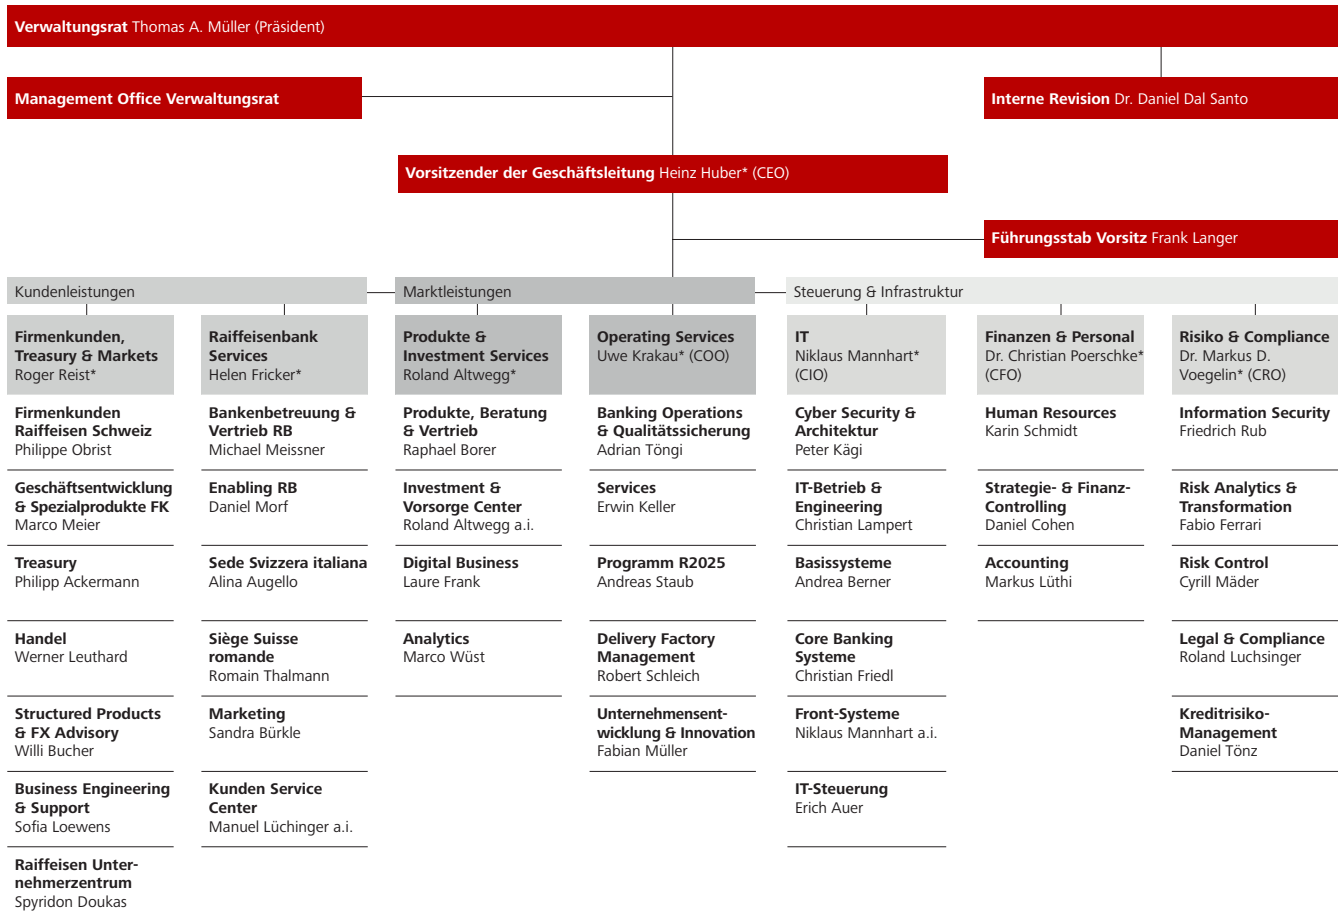 Verwaltungsrat Thomas A. Müller (Präsident)
Management Office Verwaltungsrat
Interne Revision Dr. Daniel Dal Santo
Vorsitzender der Geschäftsleitung Heinz Huber* (CEO)
Führungsstab Vorsitz Frank Langer
Kundenleistungen
Marktleistungen
Steuerung & Infrastruktur
Firmenkunden,
Treasury & Markets
Roger Reist*
Raiffeisenbank
Services
Helen Fricker*
Produkte &
Investment Services
Roland Altwegg*
Operating Services
Uwe Krakau* (COO)
IT
Niklaus Mannhart*
(CIO)
Finanzen & Personal
Dr. Christian Poerschke*
(CFO)
Risiko & Compliance
Dr. Markus D.
Voegelin* (CRO)
Firmenkunden
Raiffeisen Schweiz
Philippe Obrist
Bankenbetreuung &
Vertrieb RB
Michael Meissner
Produkte, Beratung
& Vertrieb
Raphael Borer
Banking Operations
& Qualitätssicherung
Adrian Töngi
Cyber Security &
Architektur
Peter Kägi
Human Resources
Karin Schmidt
Information Security
Friedrich Rub
Geschäftsentwicklung
& Spezialprodukte FK
Marco Meier
Enabling RB
Daniel Morf
Investment &
Vorsorge Center
Roland Altwegg a.i.
Services
Erwin Keller
IT-Betrieb &
Engineering
Christian Lampert
Strategie- & Finanz-
Controlling
Daniel Cohen
Risk Analytics &
Transformation
Fabio Ferrari
Treasury
Philipp Ackermann
Sede Svizzera italiana
Alina Augello
Digital Business
Laure Frank
Programm R2025
Andreas Staub
Basissysteme
Andrea Berner
Accounting
Markus Lüthi
Risk Control
Cyrill Mäder
Handel
Werner Leuthard
Siège Suisse
romande
Romain Thalmann
Analytics
Marco Wüst
Delivery Factory
Management
Robert Schleich
Core Banking
Systeme
Christian Friedl
Legal & Compliance
Roland Luchsinger
Structured Products
& FX Advisory
Willi Bucher
Marketing
Sandra Bürkle
Unternehmensent-
wicklung & Innovation
Fabian Müller
Front-Systeme
Niklaus Mannhart a.i.
Kreditrisiko-
Management
Daniel Tönz
Business Engineering
& Support
Sofia Loewens
Kunden Service
Center
Manuel Lüchinger a.i.
IT-Steuerung
Erich Auer
Raiffeisen Unter-
nehmerzentrum
Spyridon Doukas